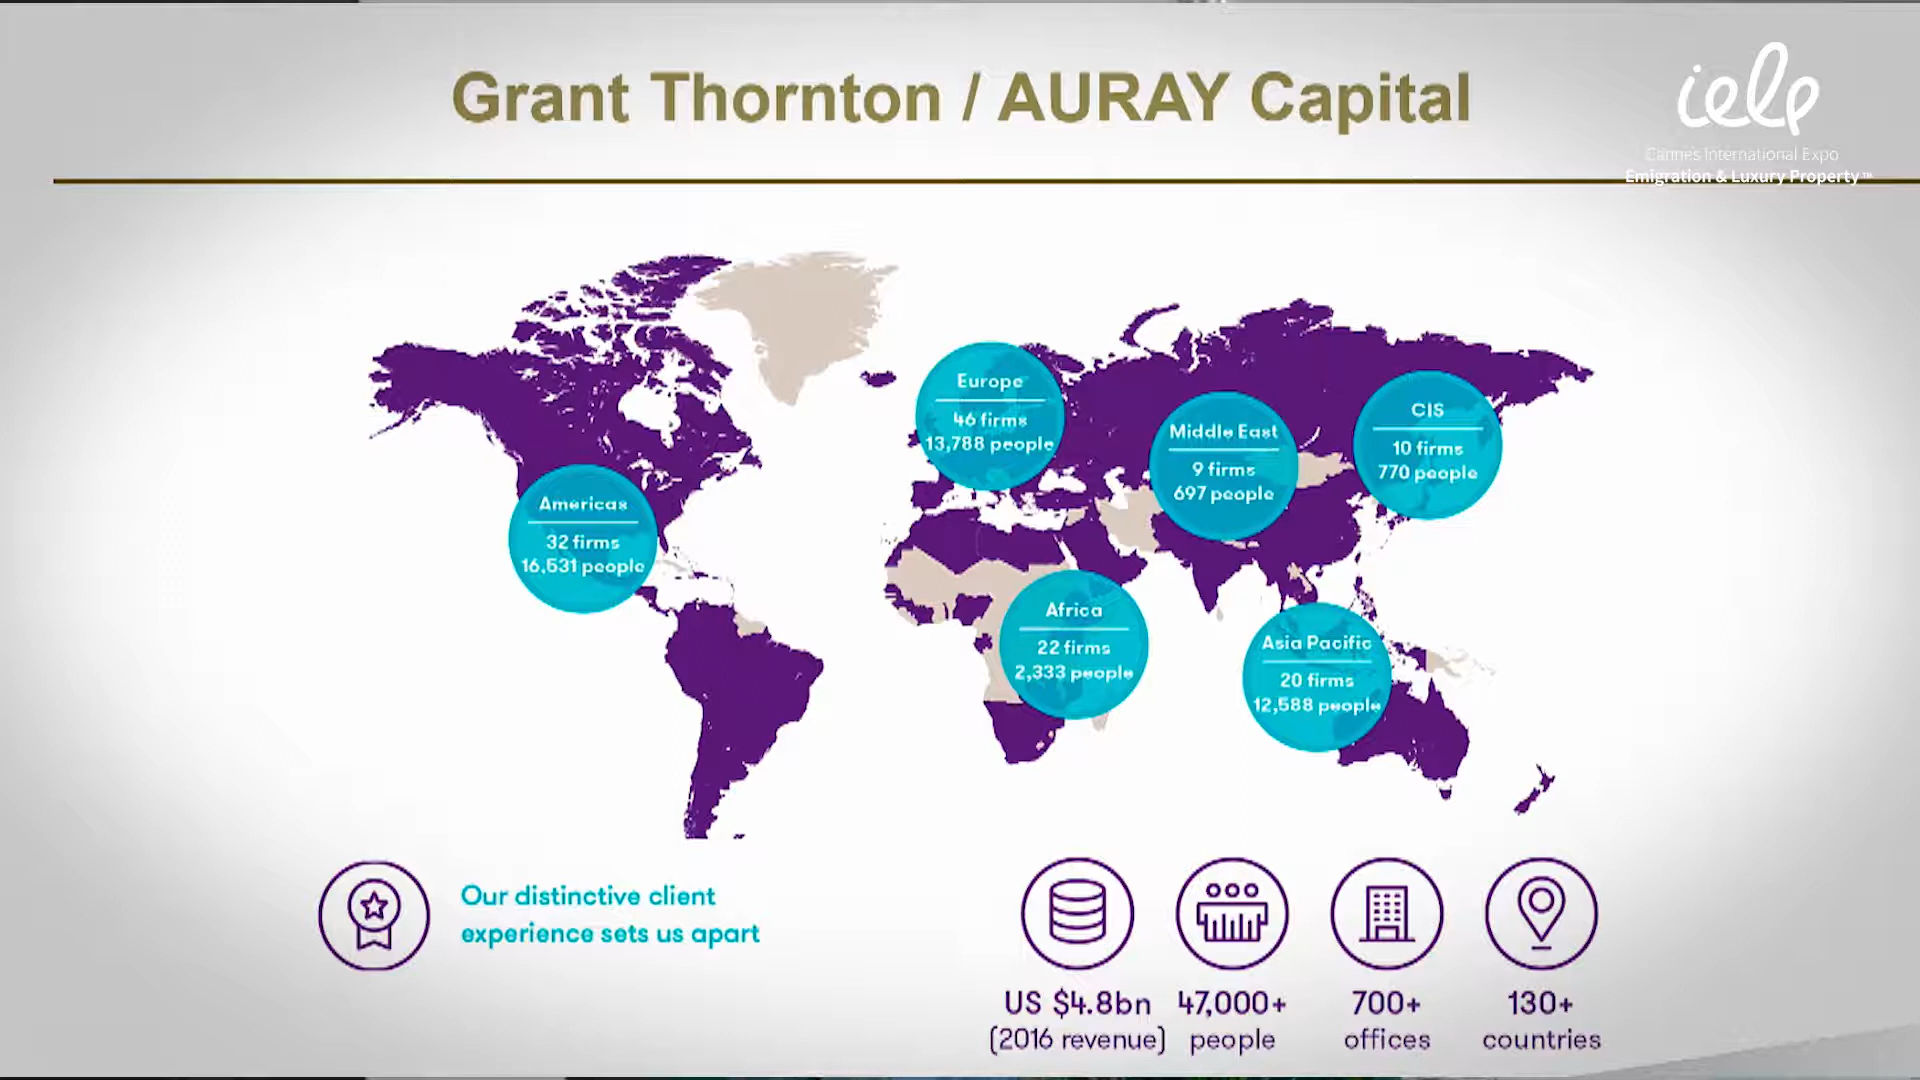 Grant Thornton / AURAY Capital
ielp
Cannes International Expo
Emigration & Luxury Property™
Europe
46 firms
13,788 people
CIS
10 firms
770 people
Middle East
9 firms
697 people
Americas
32 firms
16,531 people
Africa
22 firms
2,333 people
Asia Pacific
20 firms
12,588 people
Our distinctive client
experience sets us apart
US $4.8bn
(2016 revenue)
47,000+
people
700+
offices
130+
countries